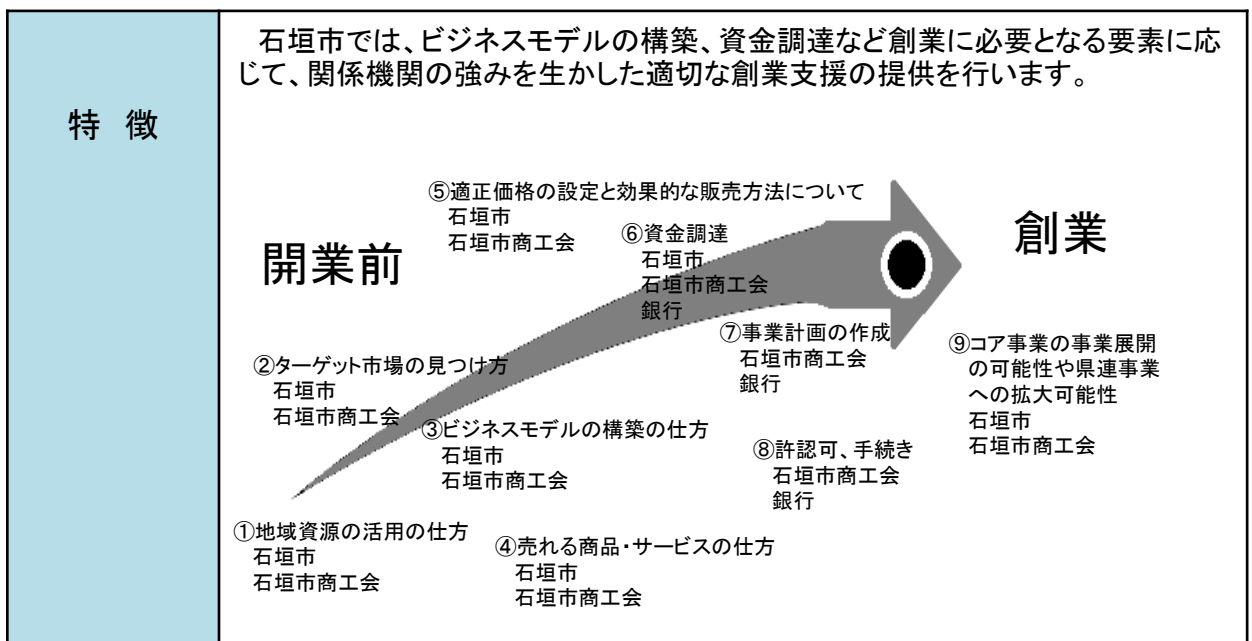 特 徴
石垣市では、ビジネスモデルの構築、資金調達など創業に必要となる要素に応
じて、関係機関の強みを生かした適切な創業支援の提供を行います。
開業前
創業
①地域資源の活用の仕方
石垣市
石垣市商工会
②ターゲット市場の見つけ方
石垣市
石垣市商工会
③ビジネスモデルの構築の仕方
石垣市
石垣市商工会
④売れる商品・サービスの仕方
石垣市
石垣市商工会
⑤適正価格の設定と効果的な販売方法について
石垣市
石垣市商工会
⑥資金調達
石垣市
石垣市商工会
銀行
⑦事業計画の作成
石垣市商工会
銀行
⑧許認可、手続き
石垣市商工会
銀行
⑨コア事業の事業展開
の可能性や県連事業
への拡大可能性
石垣市
石垣市商工会